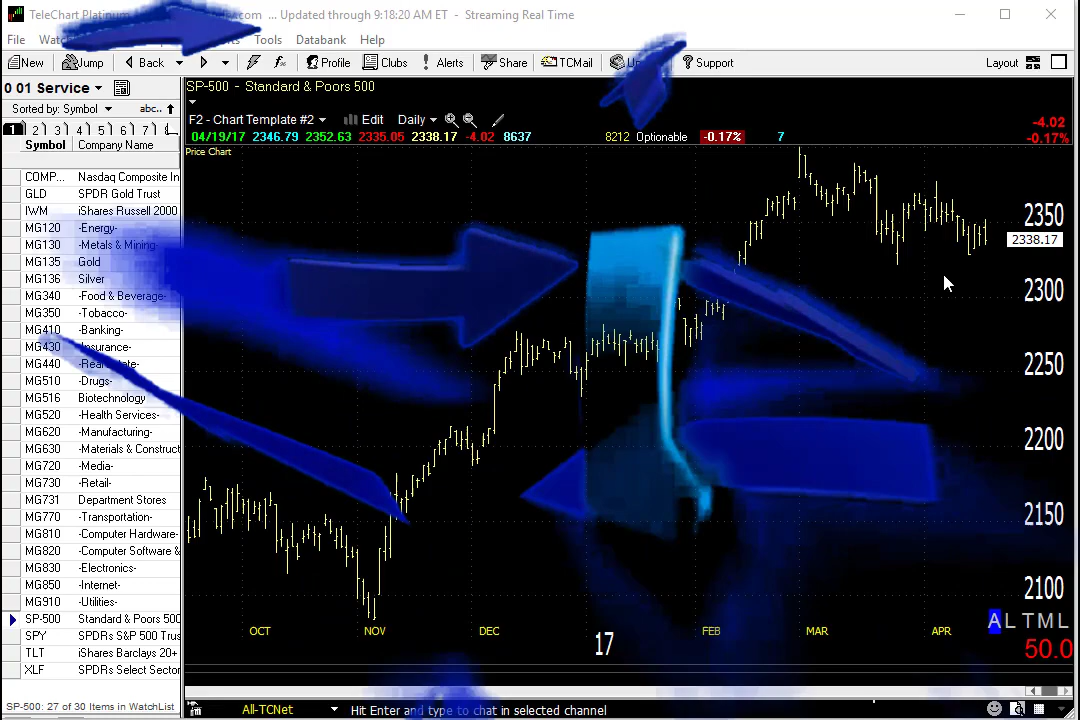 TeleChart Platinum .com ... Updated through 9:18:20 AM ET - Streaming Real Time
File Tools Databank Help
New Jump Back Profile Clubs Alerts Share TCMail Support Layout
0 01 Service
SP-500 - Standard & Poors 500
Sorted by: Symbol abc..
F2 - Chart Template #2 Edit Daily
1 2 3 4 5 6 7
04/19/17 2346.79 2352.63 2335.05 2338.17 -4.02 8637 8212 Optionable -0.17% 7
-4.02
-0.17%
Symbol Company Name
Price Chart
COMP... Nasdaq Composite In
GLD SPDR Gold Trust
IWM iShares Russell 2000
MG120 -Energy-
MG130 -Metals & Mining-
MG135 Gold
MG136 Silver
MG340 -Food & Beverage-
MG350 -Tobacco-
MG410 -Banking-
MG430 -Insurance-
MG440
MG510 -Drugs-
MG516 Biotechnology
MG520 -Health Services-
MG620 -Manufacturing-
MG630 -Materials & Construct
MG720 -Media-
MG730 -Retail-
MG731 Department Stores
MG770 -Transportation-
MG810 -Computer Hardware-
MG820 -Computer Software &
MG830 -Electronics-
MG850 -Internet-
MG910 -Utilities-
SP-500 Standard & Poors 500
SPY SPDRs S&P 500 Trus
TLT iShares Barclays 20+
XLF SPDRs Select Sector
2350
2338.17
2300
2250
2200
2150
2100
A L T M L
50.0
OCT NOV DEC 17 FEB MAR APR
SP-500: 27 of 30 Items in WatchList
All-TCNet Hit Enter and type to chat in selected channel